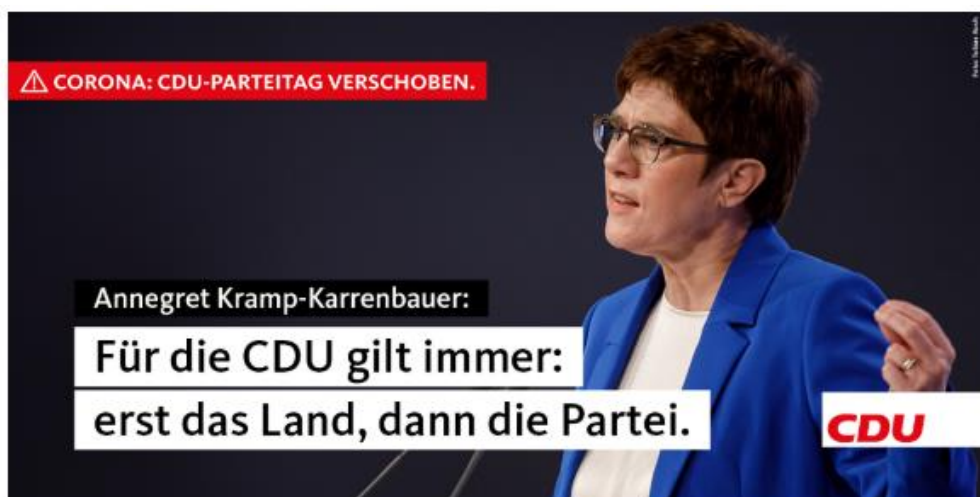 ⚠ CORONA: CDU-PARTEITAG VERSCHOBEN.
Annegret Kramp-Karrenbauer:
Für die CDU gilt immer:
erst das Land, dann die Partei.
CDU